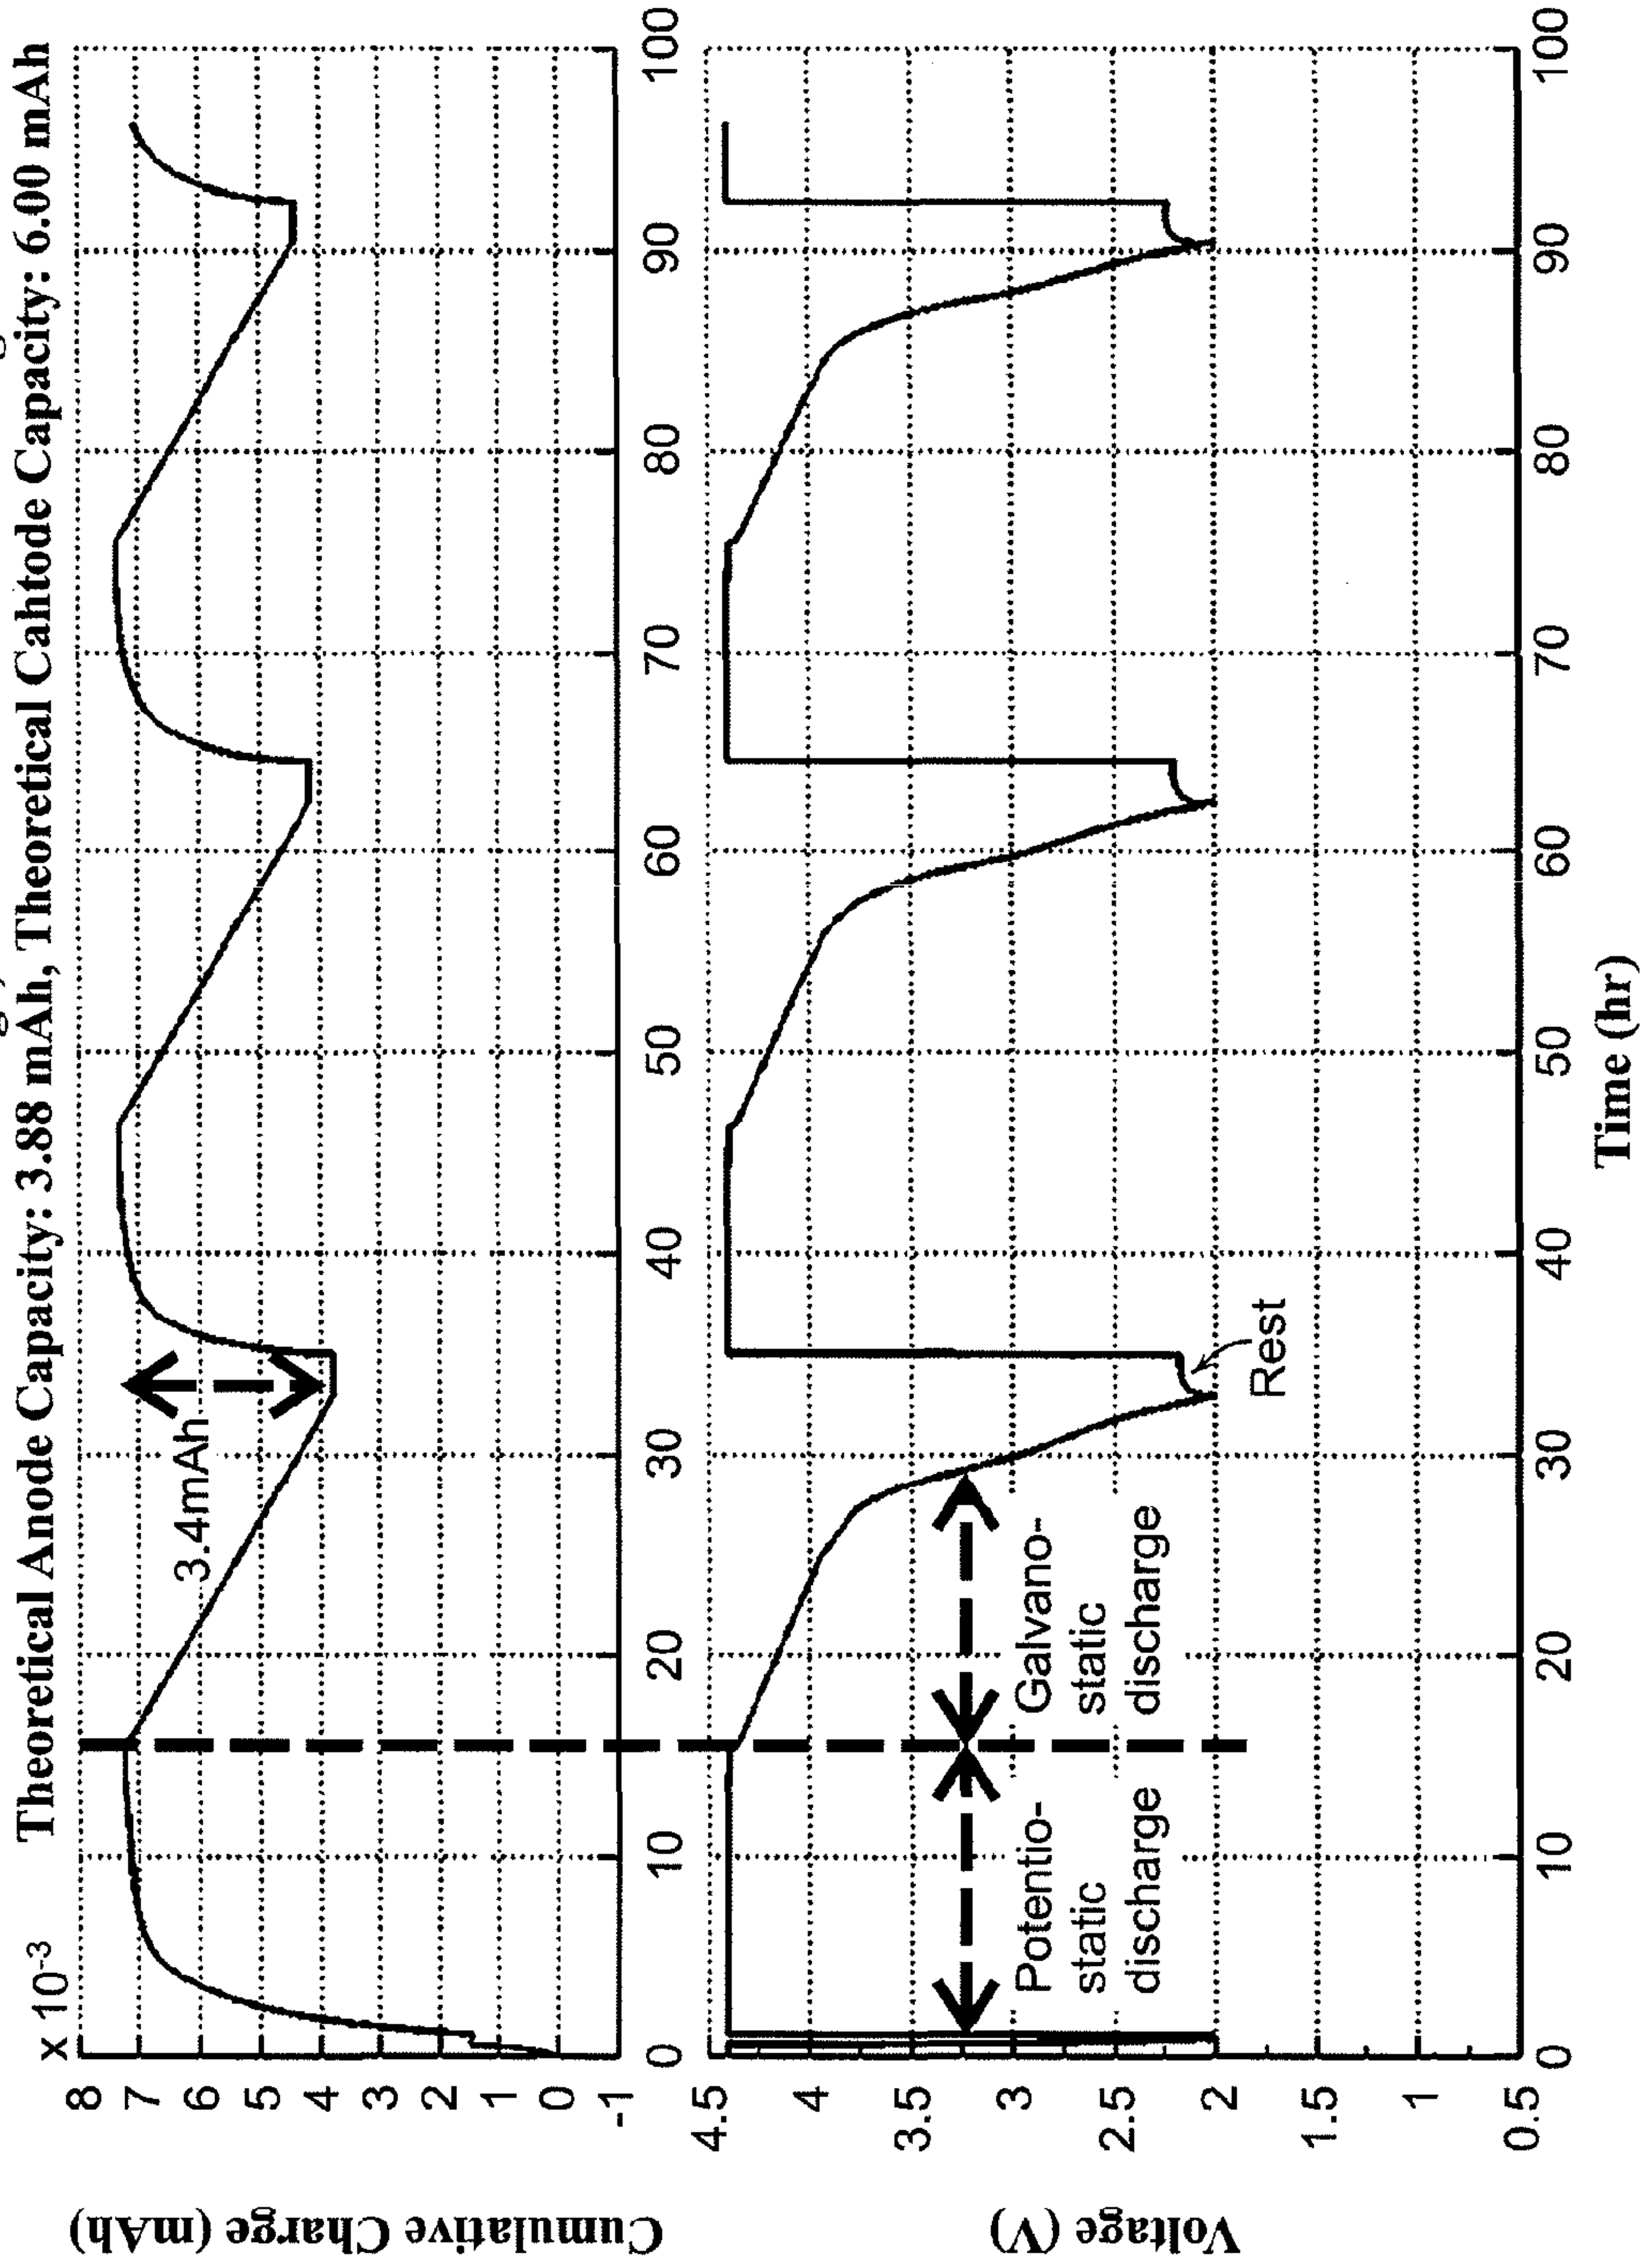 Theoretical Anode Capacity: 3.88 mAh, Theoretical Cahtode Capacity: 6.00 mAh
x 10-3
8
7
6
5
4
3
2
1
0
-1
Cumulative Charge (mAh)
3.4mAh
0 10 20 30 40 50 60 70 80 90 100
4.5
4
3.5
3
2.5
2
1.5
1
0.5
Voltage (V)
Potentio-
static
discharge
Galvano-
static
discharge
Rest
0 10 20 30 40 50 60 70 80 90 100
Time (hr)